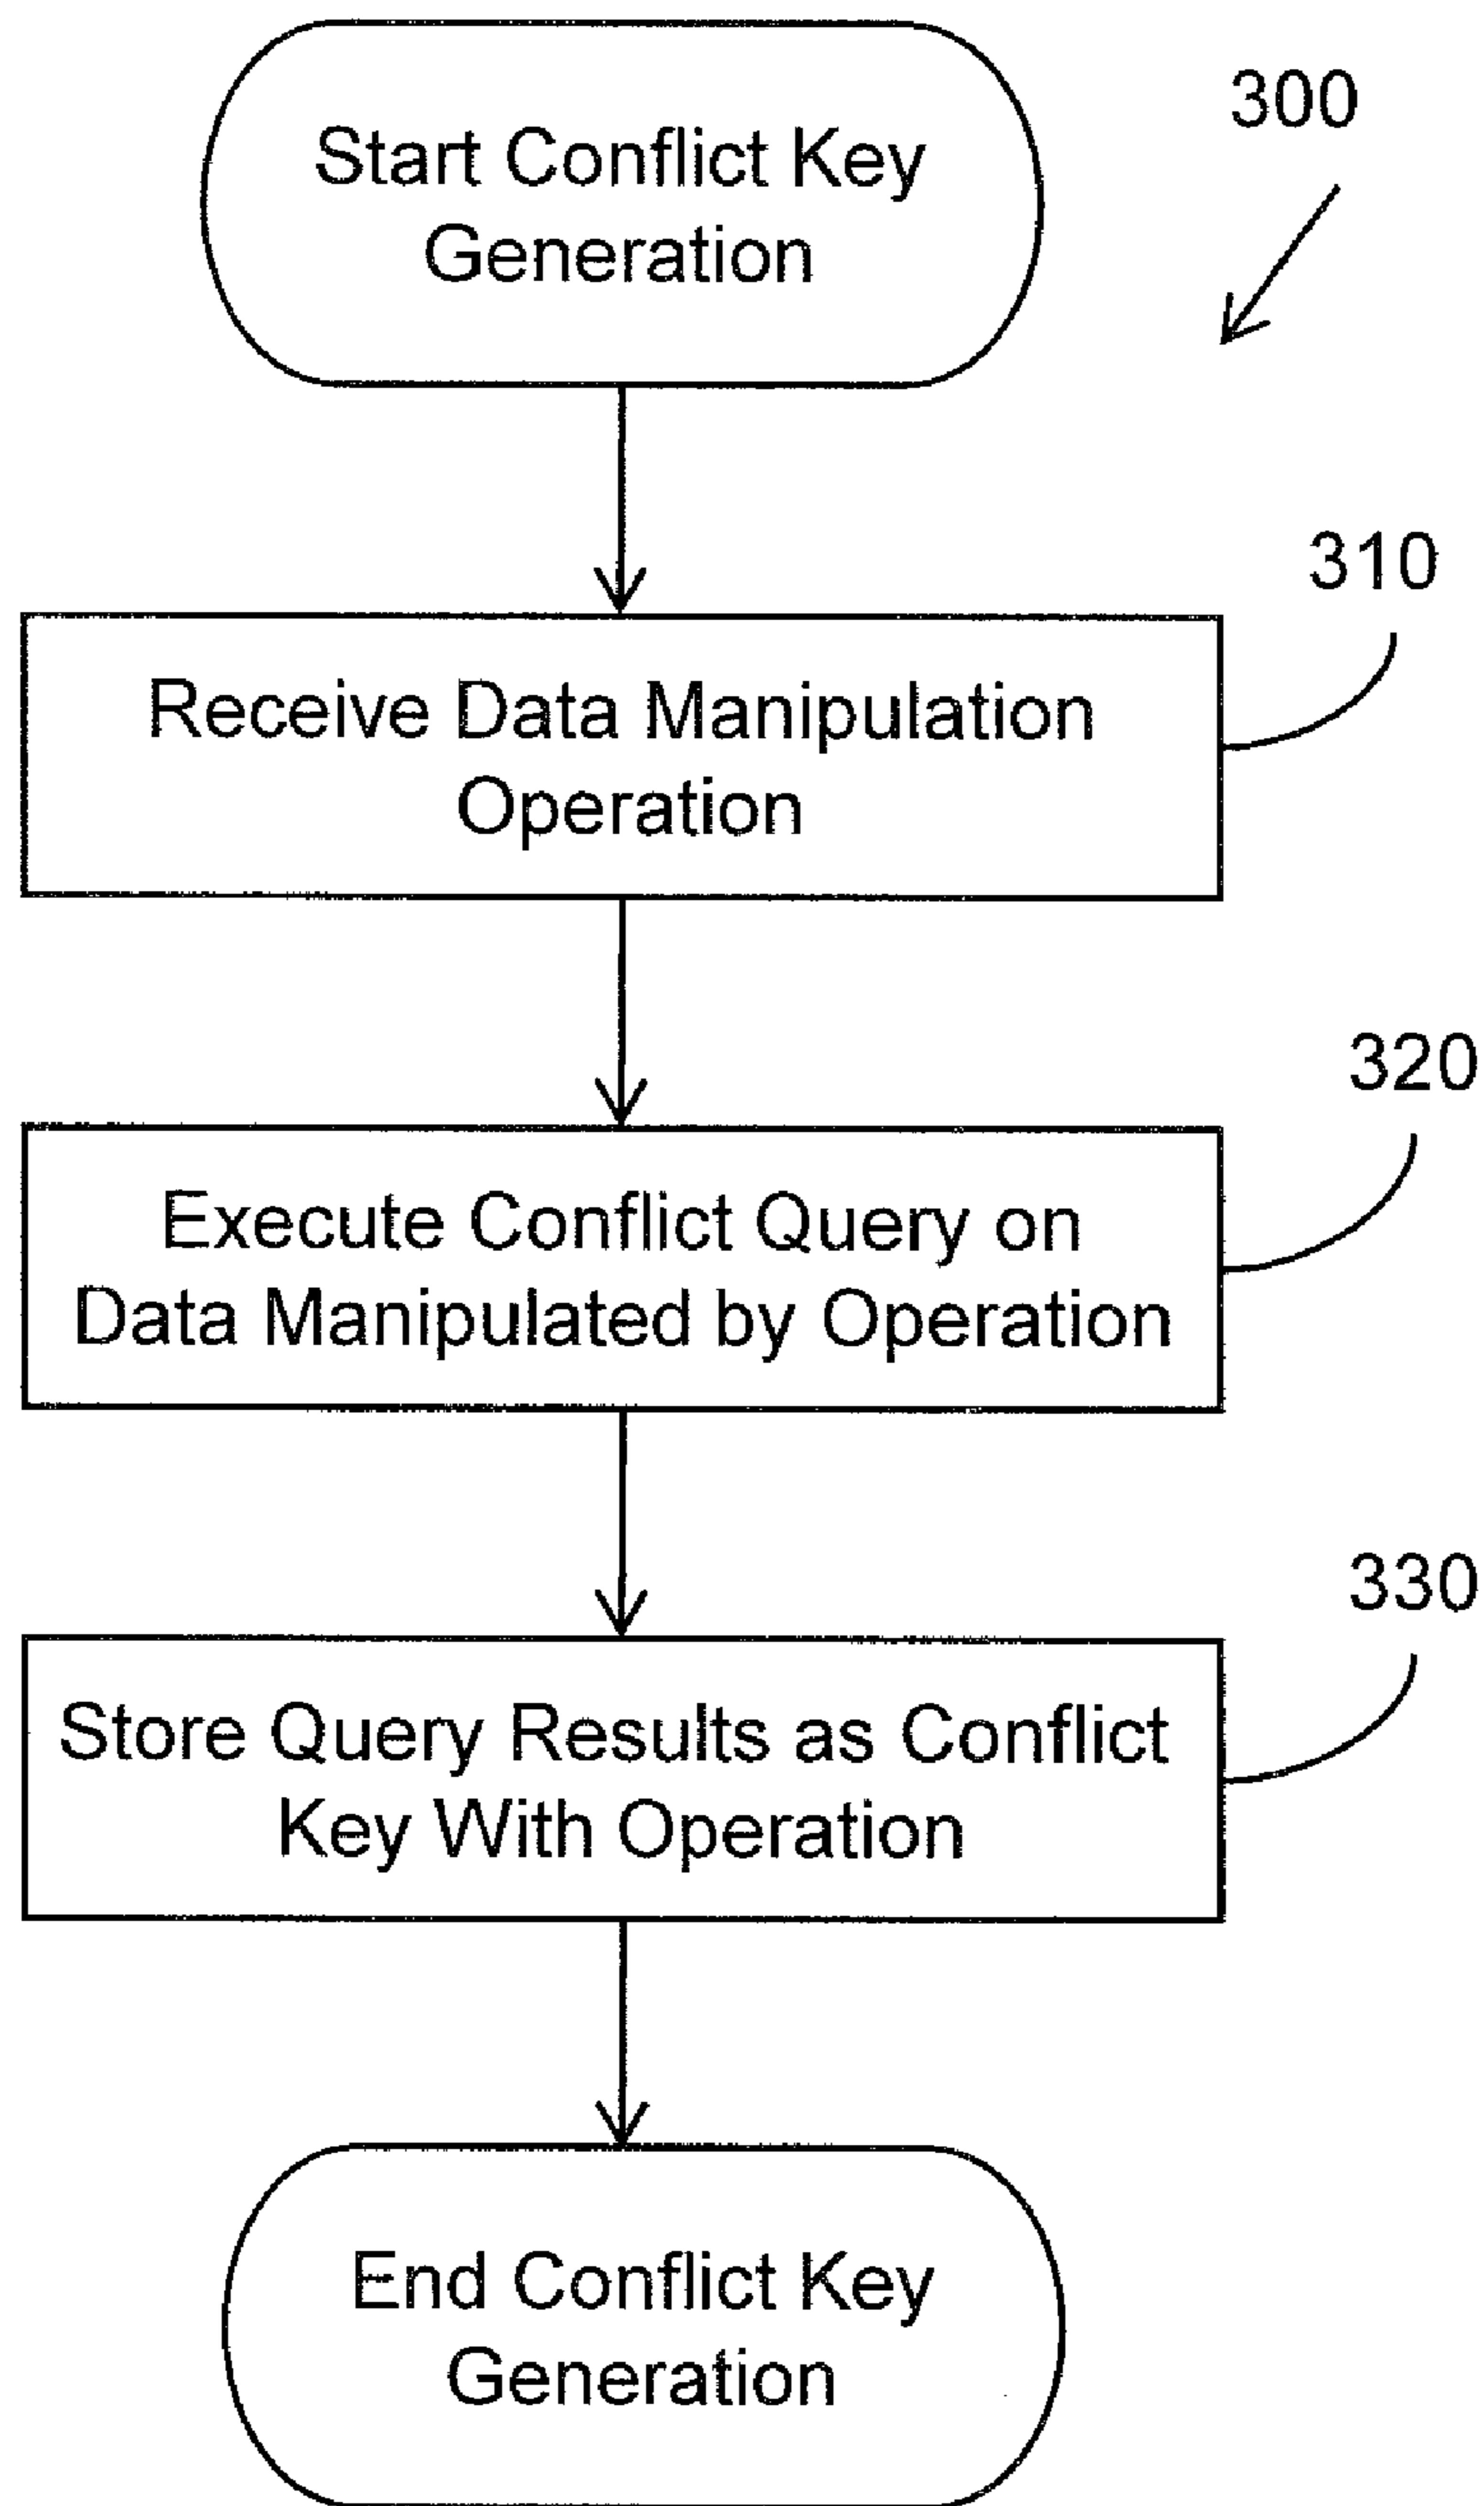 Start Conflict Key
Generation
300
310
Receive Data Manipulation
Operation
320
Execute Conflict Query on
Data Manipulated by Operation
330
Store Query Results as Conflict
Key With Operation
End Conflict Key
Generation